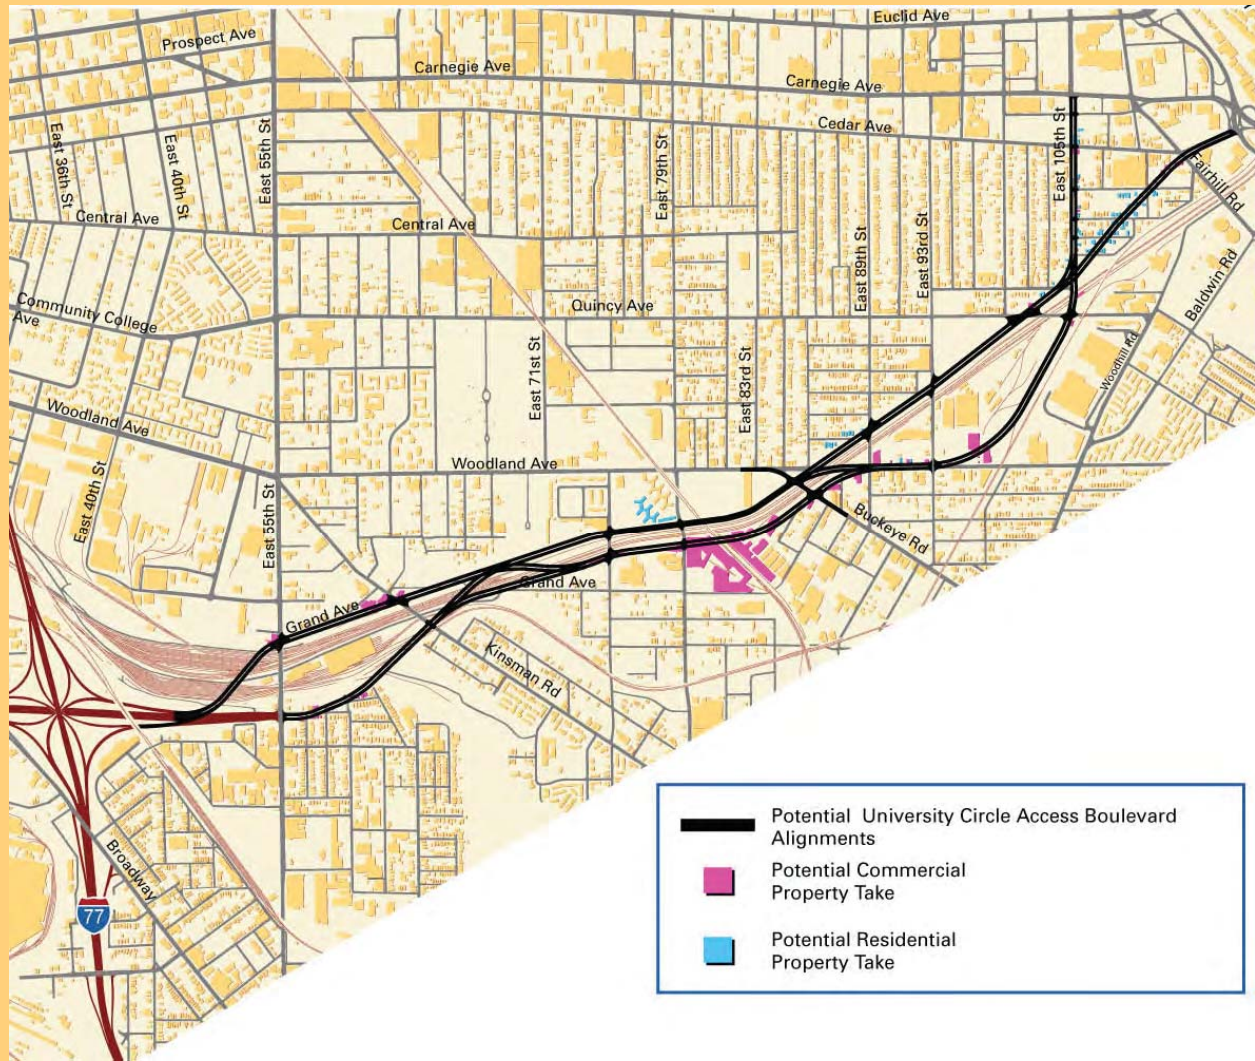 Euclid Ave
Prospect Ave
Carnegie Ave
Carnegie Ave
Cedar Ave
East 36th St
East 40th St
East 55th St
East 79th St
East 105th St
Fairhill Rd
Central Ave
Central Ave
East 89th St
East 93rd St
Baldwin Rd
Community College
Ave
Quincy Ave
East 71st St
East 83rd St
Woodhill Rd
Woodland Ave
Woodland Ave
East 40th St
East 55th St
Buckeye Rd
Grand Ave
Grand Ave
Kinsman Rd
Broadway
77
Potential University Circle Access Boulevard
Alignments
Potential Commercial
Property Take
Potential Residential
Property Take